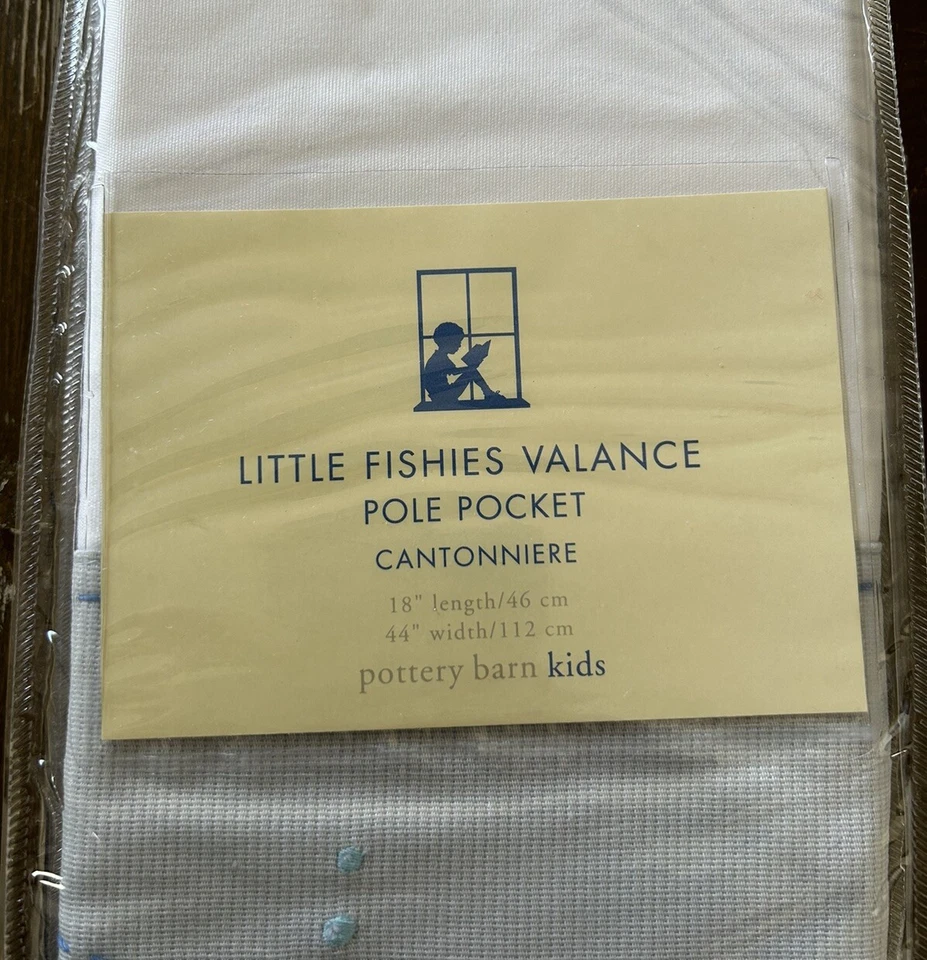 LITTLE FISHIES VALANCE
POLE POCKET
CANTONNIERE
18" length/46 cm
44" width/112 cm
pottery barn kids